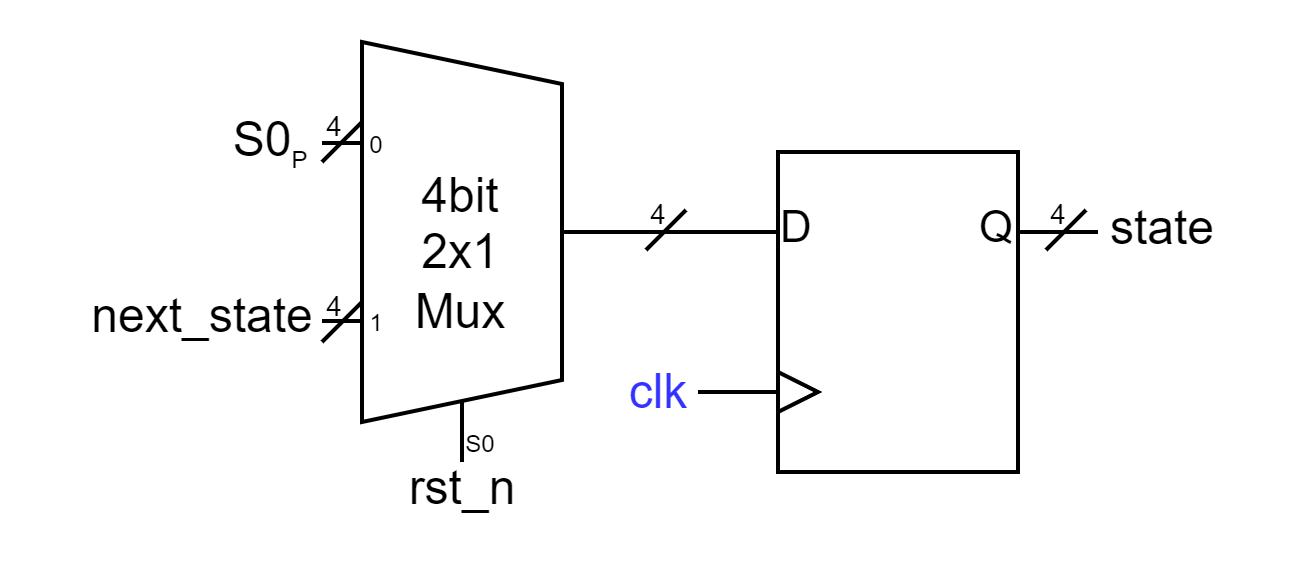 S0P
4
0
4bit
2x1
Mux
next_state
4
1
S0
rst_n
4
D
Q
4
state
clk